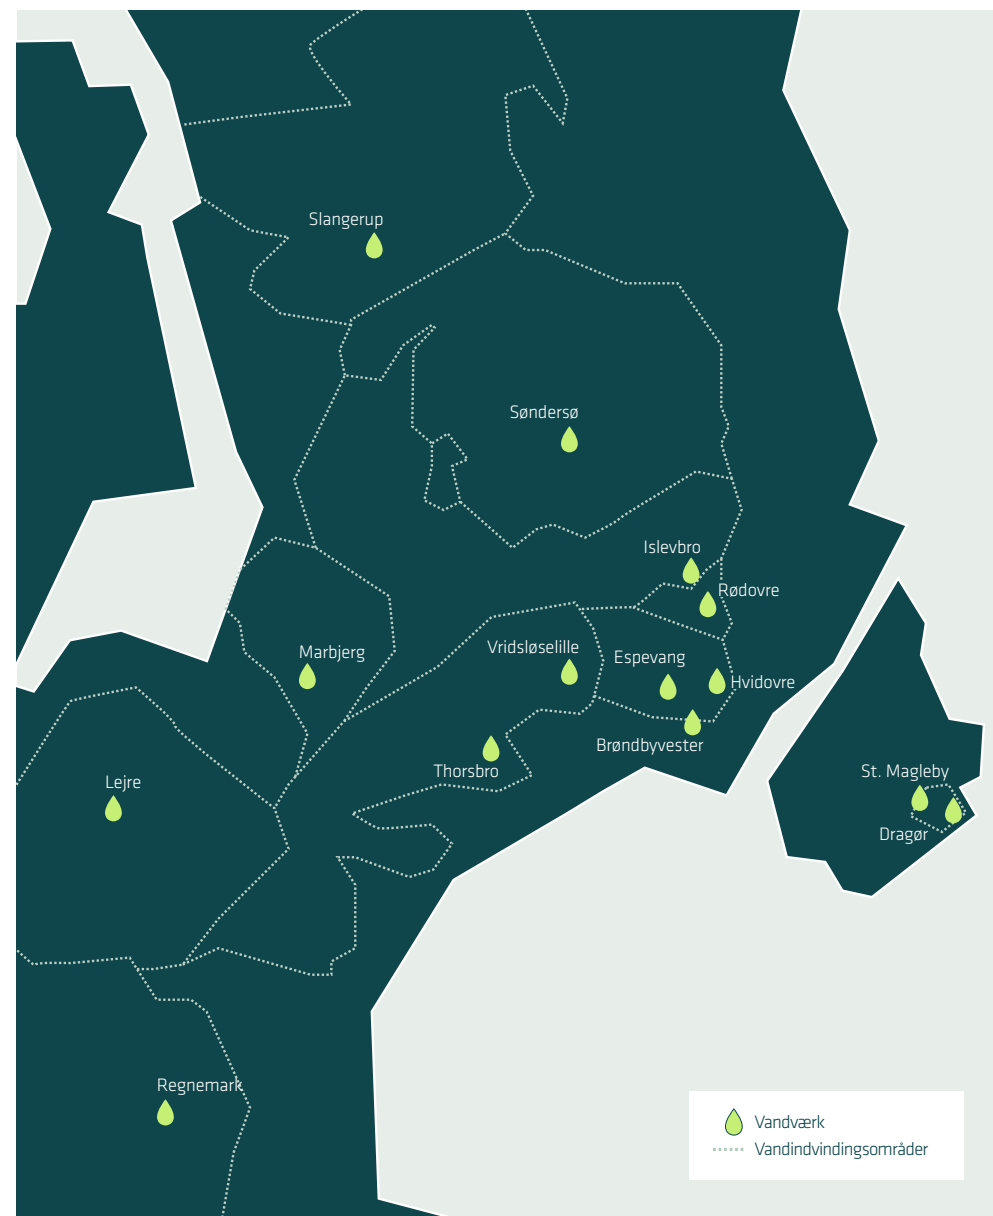 Slangerup
Søndersø
Islevbro
Rødovre
Vridsløselille
Marbjerg
Espevang
Hvidovre
Brøndbyvester
Thorsbro
St. Magleby
Lejre
Dragør
Regnemark
Vandværk
Vandindvindingsområder